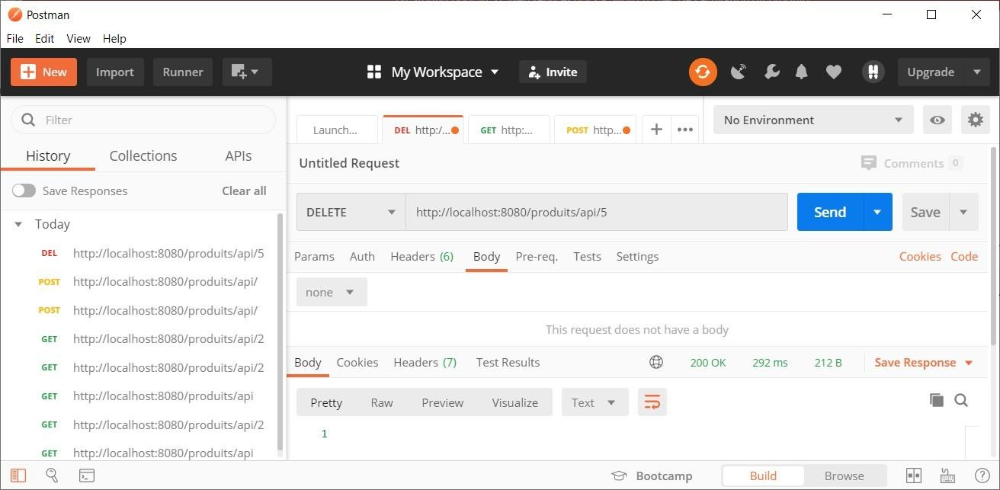 Postman
File Edit View Help
New Import Runner My Workspace Invite Upgrade
Filter
History Collections APIs
Save Responses Clear all
Today
DEL http://localhost:8080/produits/api/5
POST http://localhost:8080/produits/api/
POST http://localhost:8080/produits/api/
GET http://localhost:8080/produits/api/2
GET http://localhost:8080/produits/api/2
GET http://localhost:8080/produits/api
GET http://localhost:8080/produits/api/2
GET http://localhost:8080/produits/api
Launch... DEL http:/... GET http:... POST http... No Environment
Untitled Request Comments 0
DELETE http://localhost:8080/produits/api/5 Send Save
Params Auth Headers (6) Body Pre-req. Tests Settings Cookies Code
none
This request does not have a body
Body Cookies Headers (7) Test Results 200 OK 292 ms 212 B Save Response
Pretty Raw Preview Visualize Text
1
Bootcamp Build Browse